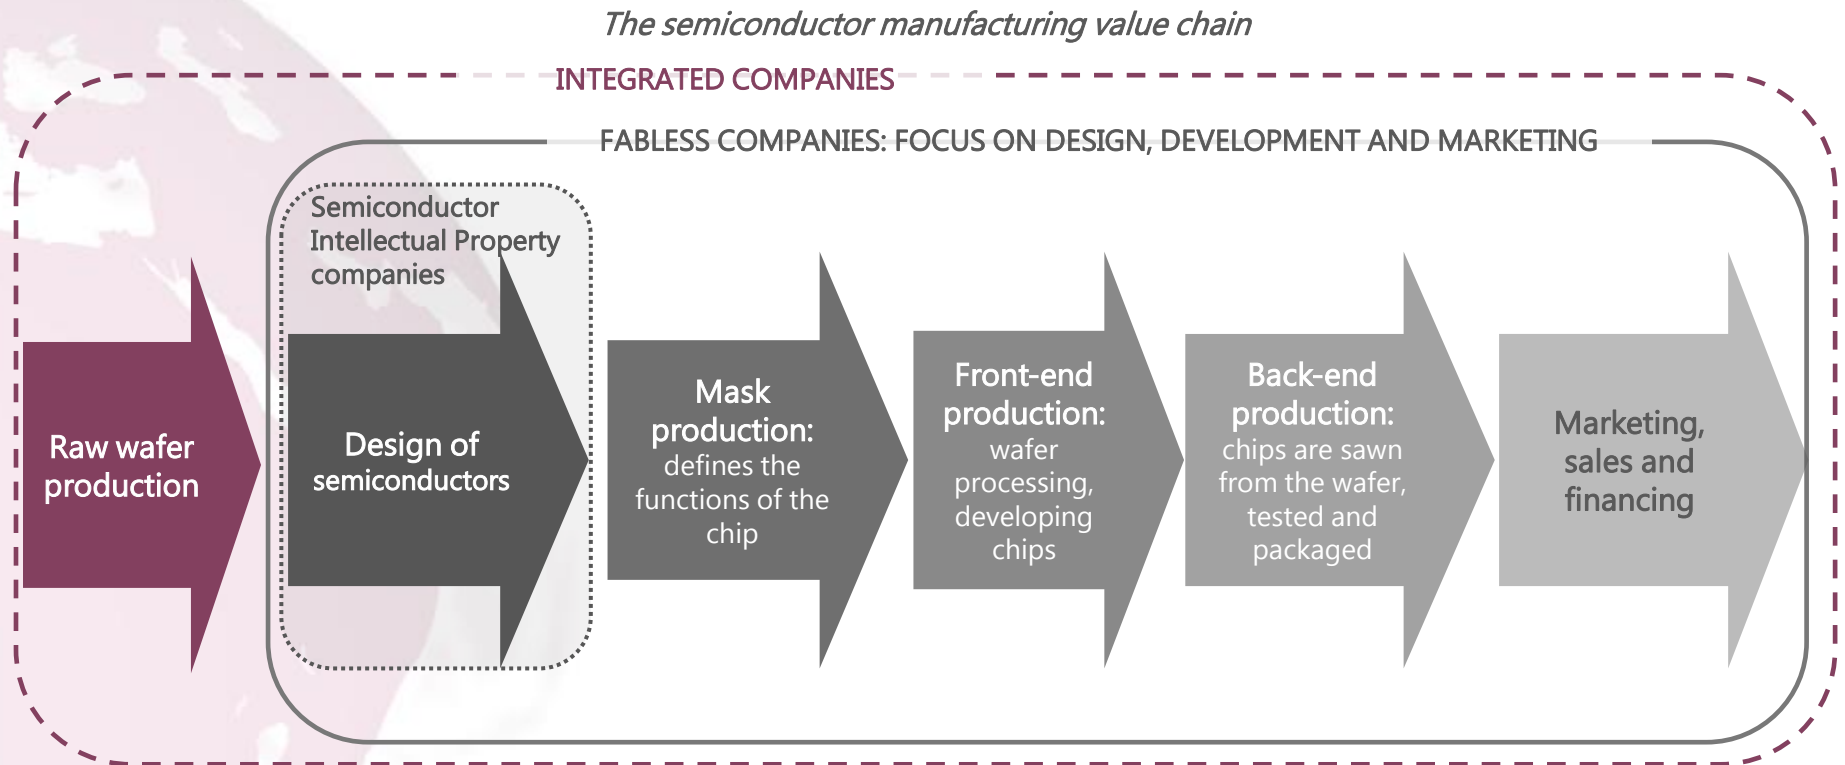 The semiconductor manufacturing value chain
INTEGRATED COMPANIES
FABLESS COMPANIES: FOCUS ON DESIGN, DEVELOPMENT AND MARKETING
Semiconductor
Intellectual Property
companies
Raw wafer
production
Design of
semiconductors
Mask
production:
defines the
functions of the
chip
Front-end
production:
wafer
processing,
developing
chips
Back-end
production:
chips are sawn
from the wafer,
tested and
packaged
Marketing,
sales and
financing